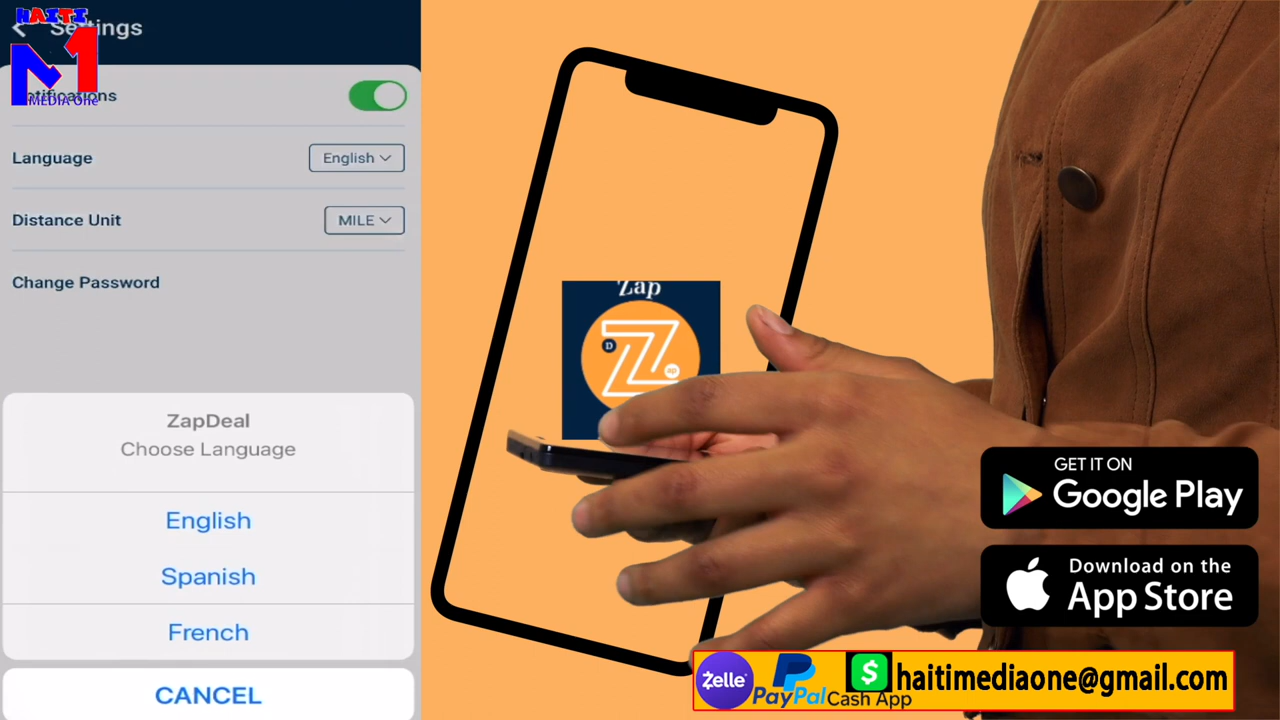 HAITI
MEDIA One
Settings
Notifications
Language
English
Distance Unit
MILE
Change Password
ZapDeal
Choose Language
English
Spanish
French
CANCEL
Zap
Z
D
Zap
GET IT ON
Google Play
Download on the
App Store
Zelle
PayPal
$
Cash App
haitimediaone@gmail.com